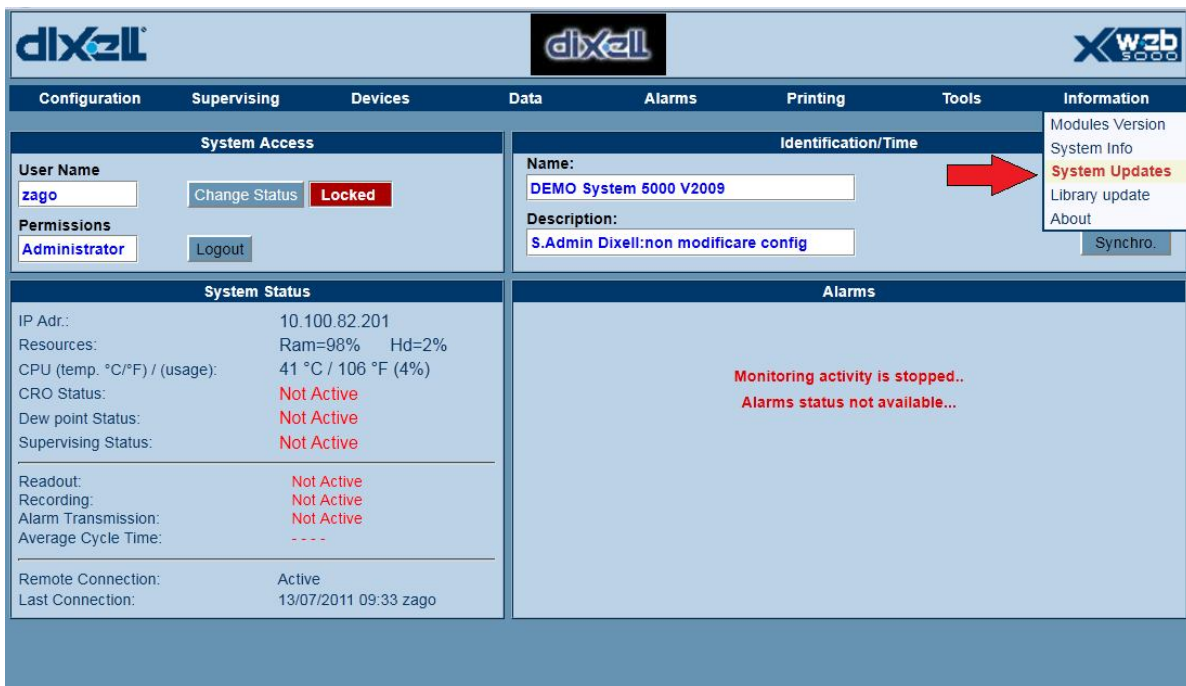 dixell
dixell
Xweb 5000
Configuration Supervising Devices Data Alarms Printing Tools Information
Modules Version
System Info
System Updates
Library update
About
System Access
User Name
zago
Change Status Locked
Permissions
Administrator
Logout
Identification/Time
Name:
DEMO System 5000 V2009
Description:
S.Admin Dixell:non modificare config
Synchro.
System Status
IP Adr.: 10.100.82.201
Resources: Ram=98% Hd=2%
CPU (temp. °C/°F) / (usage): 41 °C / 106 °F (4%)
CRO Status: Not Active
Dew point Status: Not Active
Supervising Status: Not Active
Readout: Not Active
Recording: Not Active
Alarm Transmission: Not Active
Average Cycle Time: - - - -
Remote Connection: Active
Last Connection: 13/07/2011 09:33 zago
Alarms
Monitoring activity is stopped..
Alarms status not available...